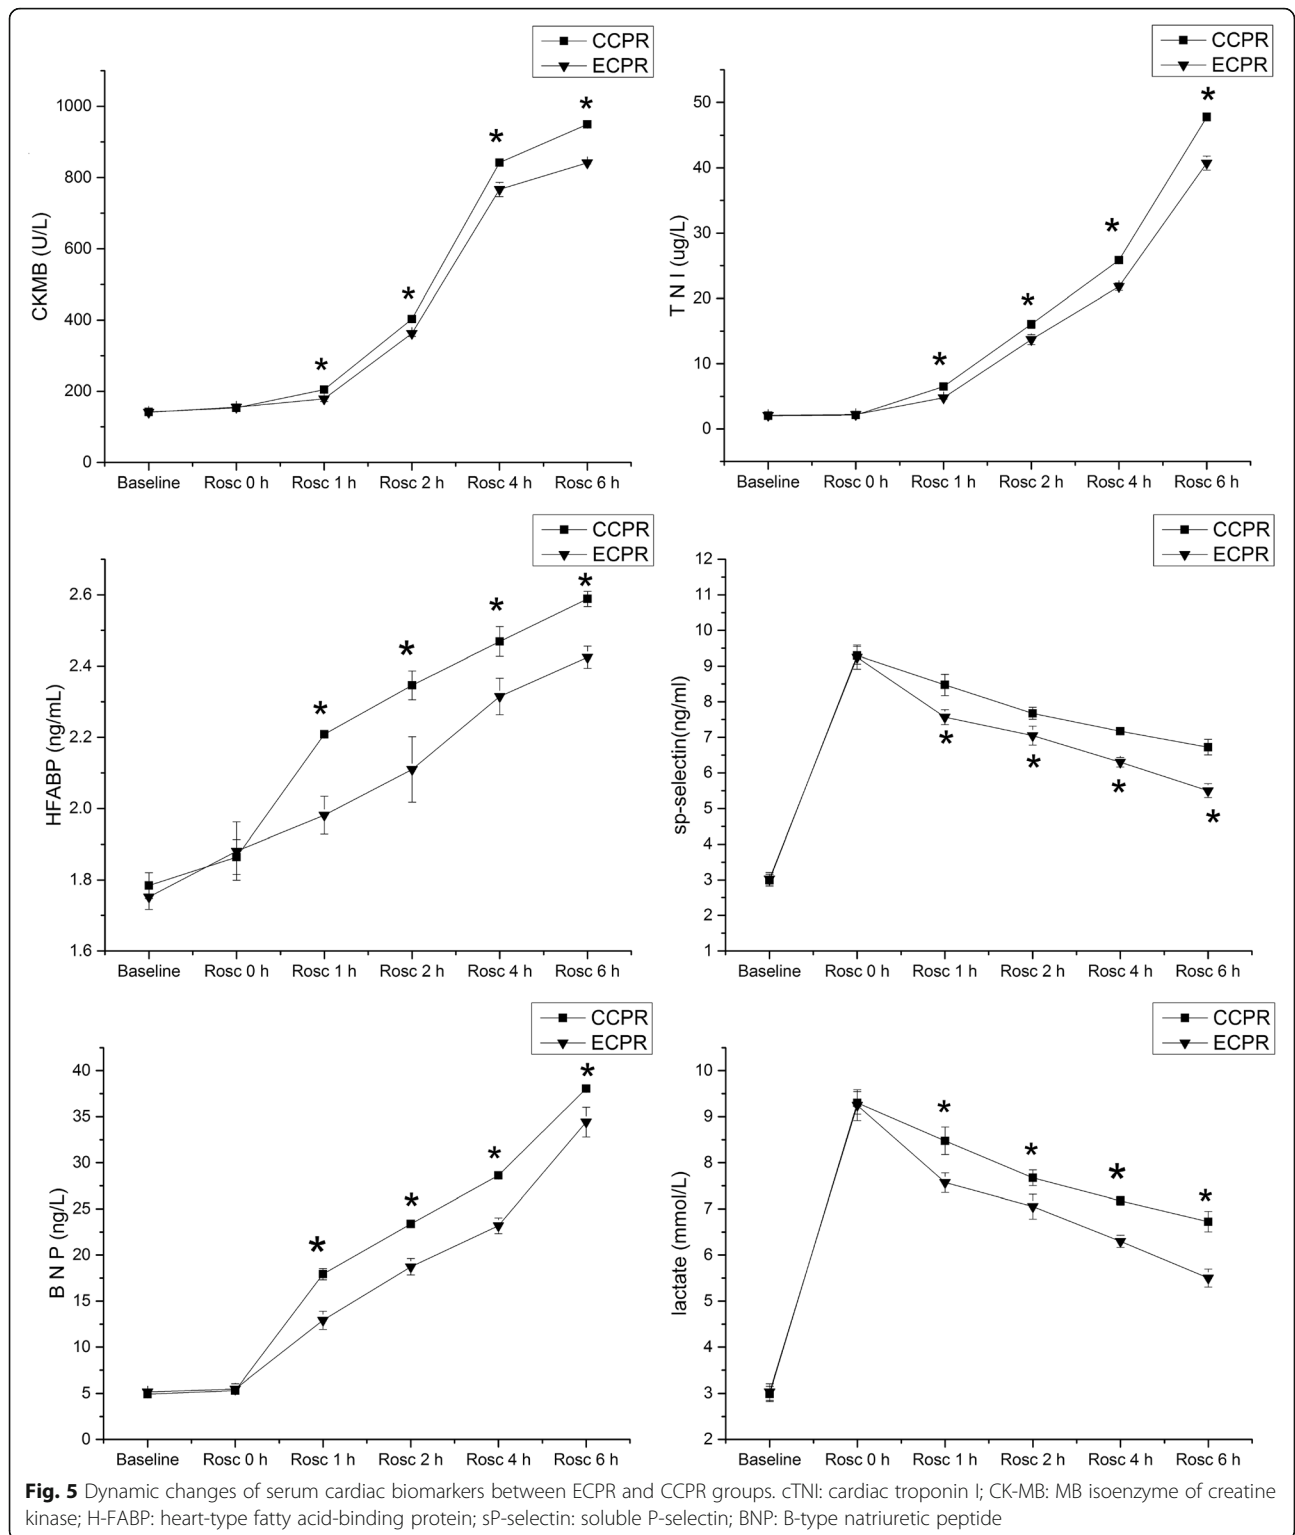 CCPR
ECPR
CKMB (U/L)
1000
800
600
400
200
0
* * * *
Baseline Rosc 0 h Rosc 1 h Rosc 2 h Rosc 4 h Rosc 6 h
CCPR
ECPR
T N I (ug/L)
50
40
30
20
10
0
* * * * *
Baseline Rosc 0 h Rosc 1 h Rosc 2 h Rosc 4 h Rosc 6 h
CCPR
ECPR
HFABP (ng/mL)
2.6
2.4
2.2
2.0
1.8
1.6
* * * * *
Baseline Rosc 0 h Rosc 1 h Rosc 2 h Rosc 4 h Rosc 6 h
CCPR
ECPR
sp-selectin(ng/ml)
12
11
10
9
8
7
6
5
4
3
2
1
* * * *
Baseline Rosc 0 h Rosc 1 h Rosc 2 h Rosc 4 h Rosc 6 h
CCPR
ECPR
B N P (ng/L)
40
35
30
25
20
15
10
5
0
* * * * *
Baseline Rosc 0 h Rosc 1 h Rosc 2 h Rosc 4 h Rosc 6 h
CCPR
ECPR
lactate (mmol/L)
10
9
8
7
6
5
4
3
2
* * * *
Baseline Rosc 0 h Rosc 1 h Rosc 2 h Rosc 4 h Rosc 6 h
Fig. 5 Dynamic changes of serum cardiac biomarkers between ECPR and CCPR groups. cTNI: cardiac troponin I; CK-MB: MB isoenzyme of creatine
kinase; H-FABP: heart-type fatty acid-binding protein; sP-selectin: soluble P-selectin; BNP: B-type natriuretic peptide